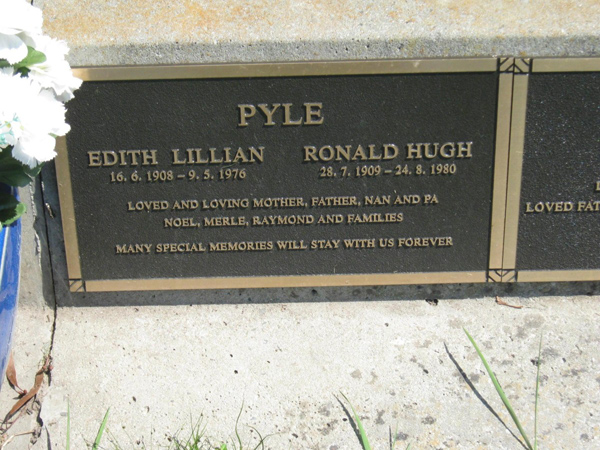 PYLE
EDITH LILLIAN RONALD HUGH
16. 6. 1908 – 9. 5. 1976 28. 7. 1909 – 24. 8. 1980
LOVED AND LOVING MOTHER, FATHER, NAN AND PA
NOEL, MERLE, RAYMOND AND FAMILIES
MANY SPECIAL MEMORIES WILL STAY WITH US FOREVER
LOVED